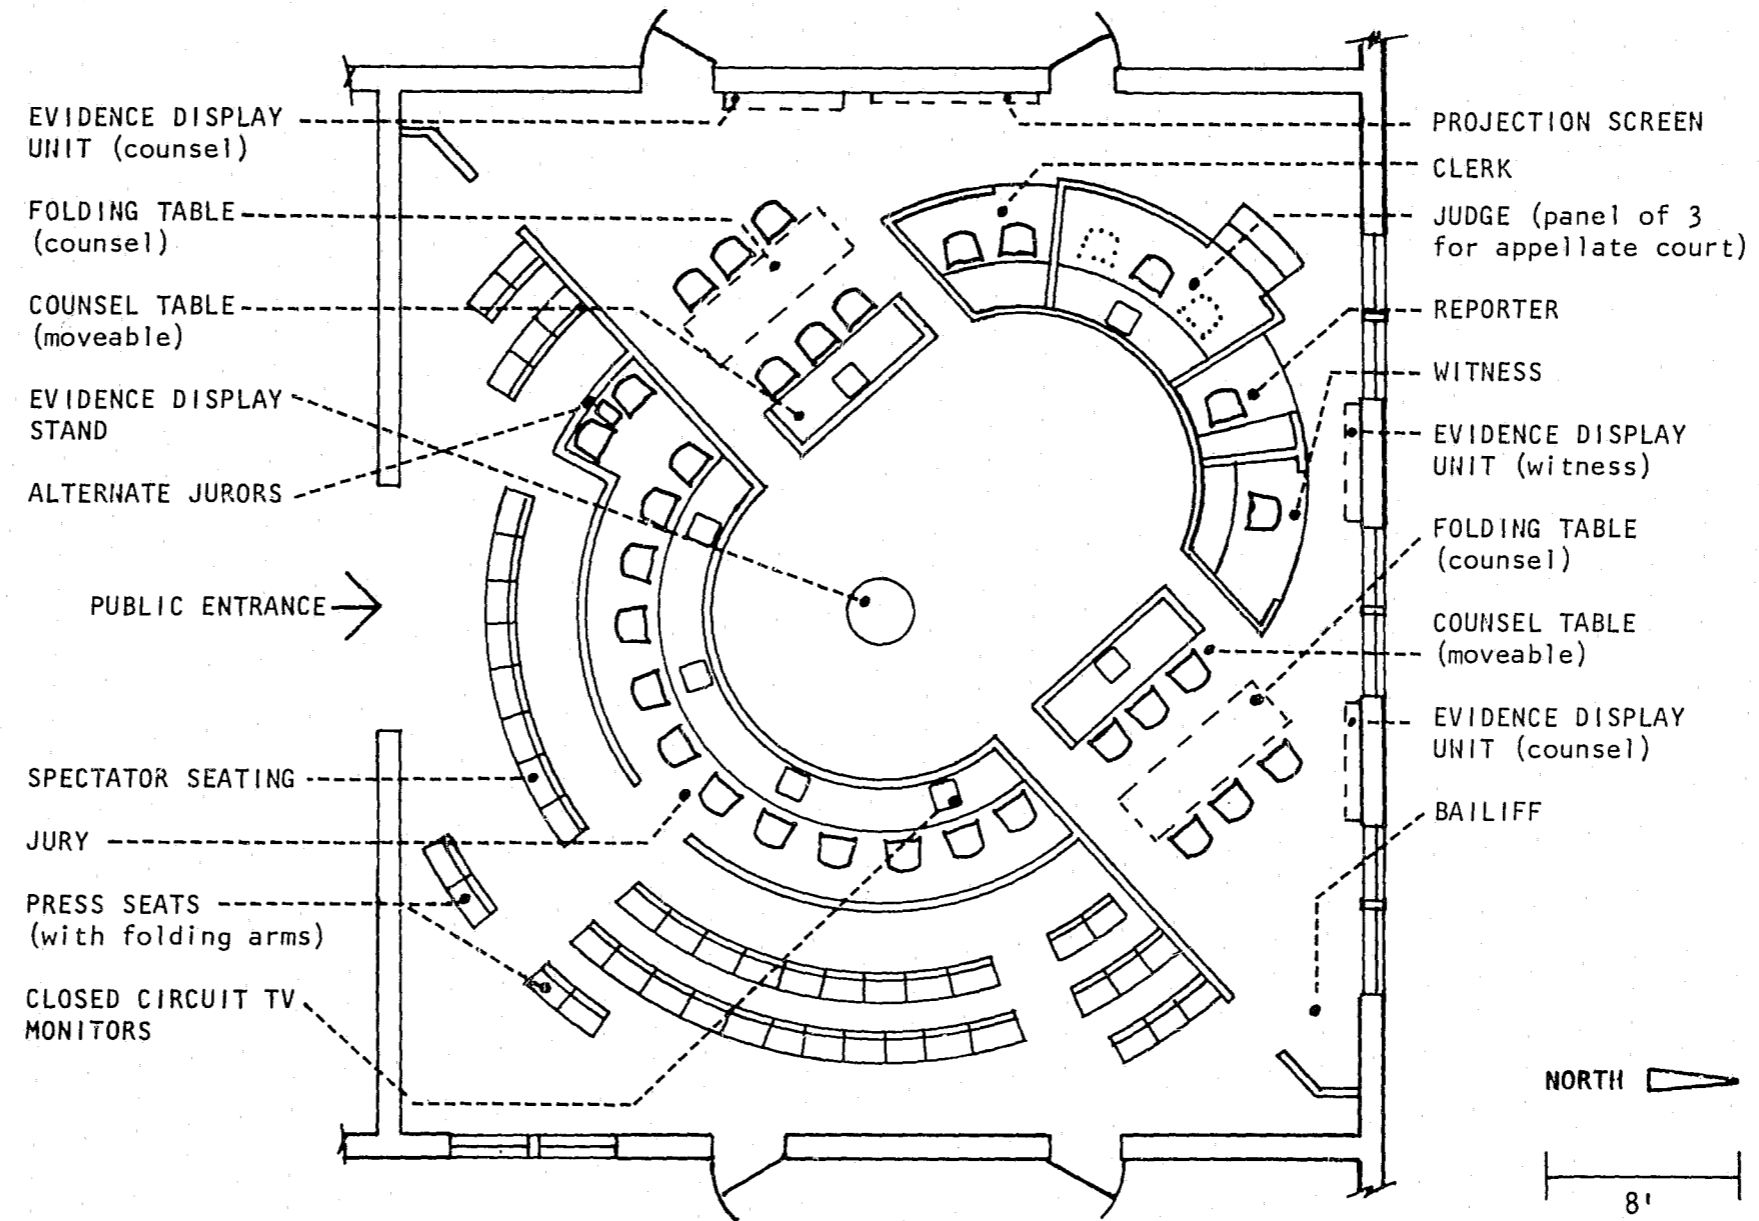 EVIDENCE DISPLAY
UNIT (counsel)
FOLDING TABLE
(counsel)
COUNSEL TABLE
(moveable)
EVIDENCE DISPLAY
STAND
ALTERNATE JURORS
PUBLIC ENTRANCE
SPECTATOR SEATING
JURY
PRESS SEATS
(with folding arms)
CLOSED CIRCUIT TV
MONITORS
PROJECTION SCREEN
CLERK
JUDGE (panel of 3
for appellate court)
REPORTER
WITNESS
EVIDENCE DISPLAY
UNIT (witness)
FOLDING TABLE
(counsel)
COUNSEL TABLE
(moveable)
EVIDENCE DISPLAY
UNIT (counsel)
BAILIFF
NORTH
8'